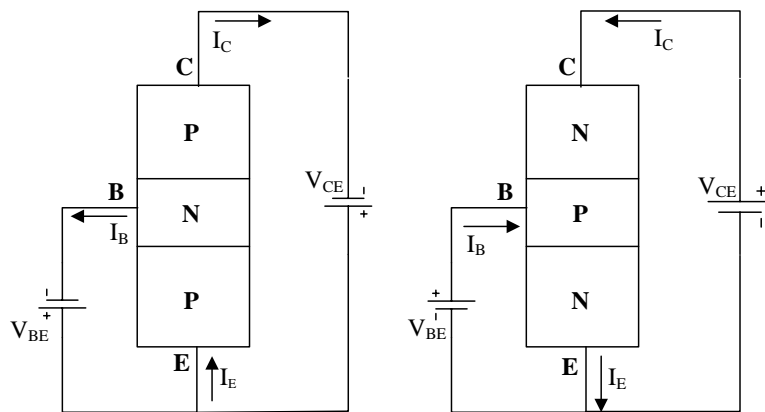 I_C
C
P
B
V_CE
-
+
N
I_B
-
+
V_BE
P
E
I_E
I_C
C
N
B
V_CE
+
-
P
I_B
+
-
V_BE
N
E
I_E